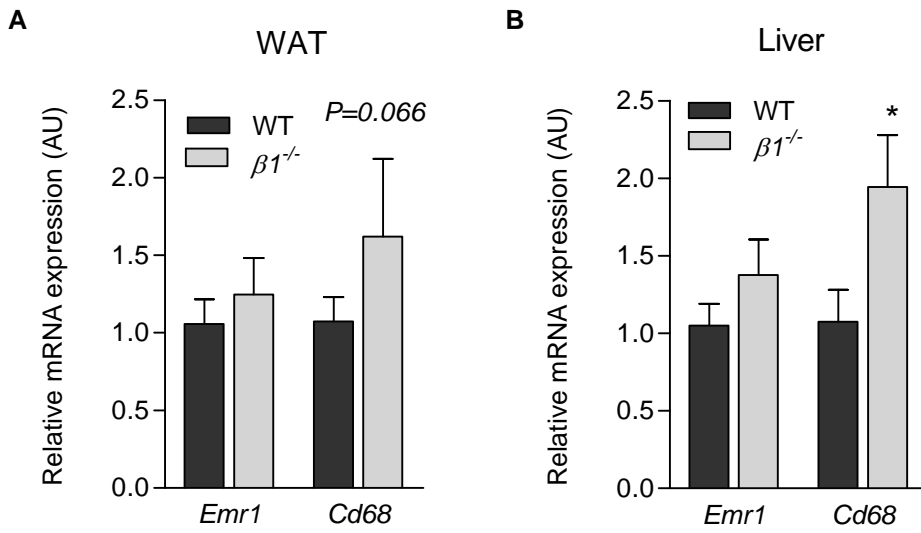 A
WAT
Relative mRNA expression (AU)
2.5
2.0
1.5
1.0
0.5
0.0
WT
β1-/-
P=0.066
Emr1 Cd68
B
Liver
Relative mRNA expression (AU)
2.5
2.0
1.5
1.0
0.5
0.0
WT
β1-/-
*
Emr1 Cd68